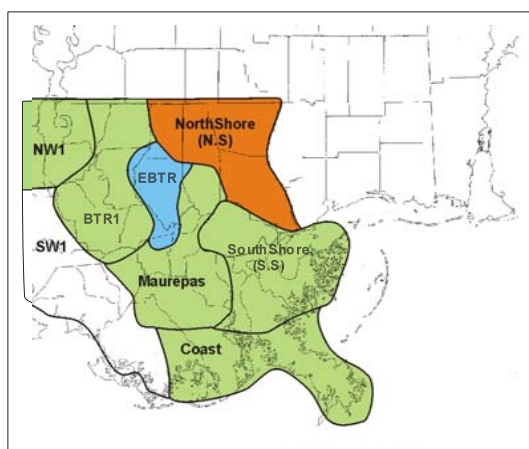 NorthShore
(N.S)
NW1
EBTR
BTR1
SW1
SouthShore
(S.S)
Maurepas
Coast